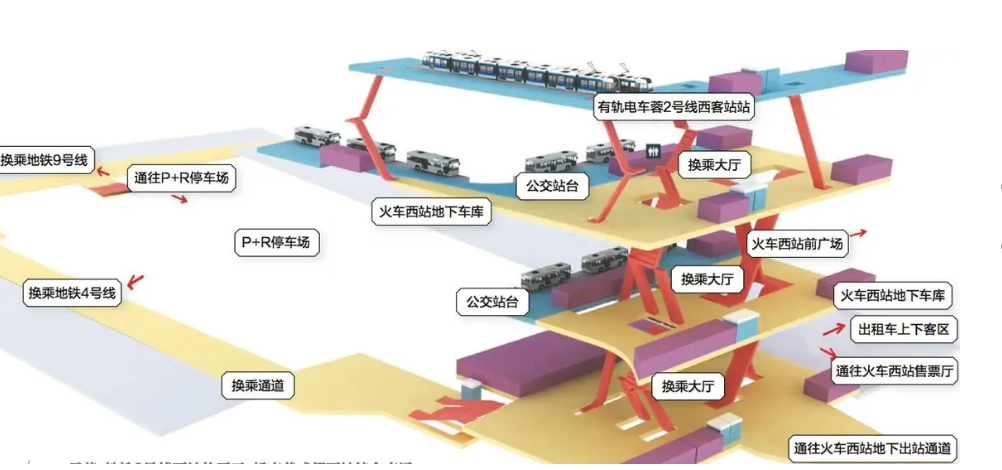 有轨电车蓉2号线西客站站
换乘地铁9号线
通往P+R停车场
换乘大厅
公交站台
火车西站地下车库
P+R停车场
火车西站前广场
换乘大厅
换乘地铁4号线
公交站台
火车西站地下车库
出租车上下客区
换乘通道
换乘大厅
通往火车西站售票厅
通往火车西站地下出站通道